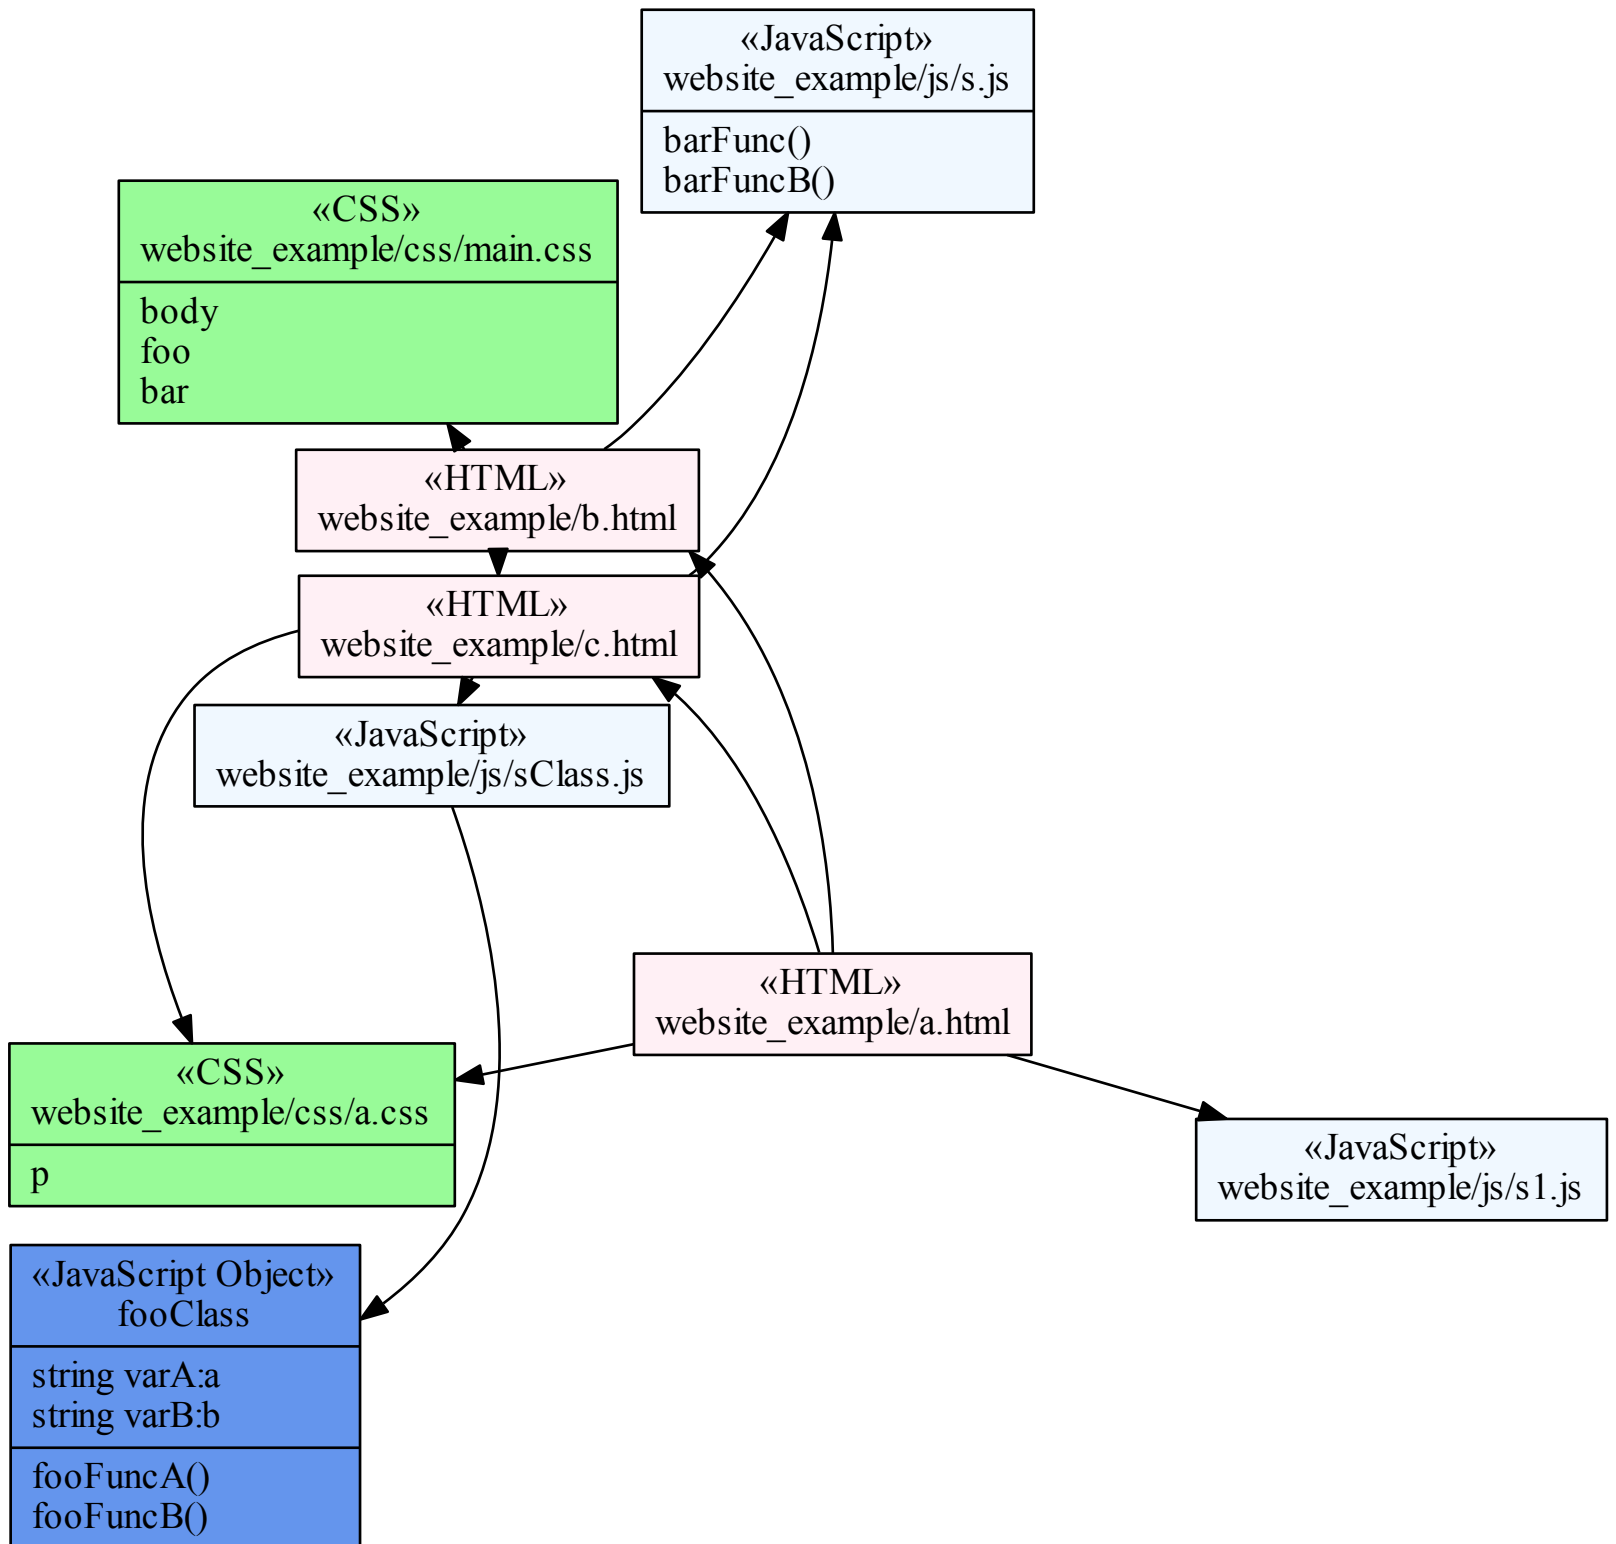 «JavaScript»
website_example/js/s.js
barFunc()
barFuncB()
«CSS»
website_example/css/main.css
body
foo
bar
«HTML»
website_example/b.html
«HTML»
website_example/c.html
«JavaScript»
website_example/js/sClass.js
«HTML»
website_example/a.html
«CSS»
website_example/css/a.css
p
«JavaScript»
website_example/js/s1.js
«JavaScript Object»
fooClass
string varA:a
string varB:b
fooFuncA()
fooFuncB()